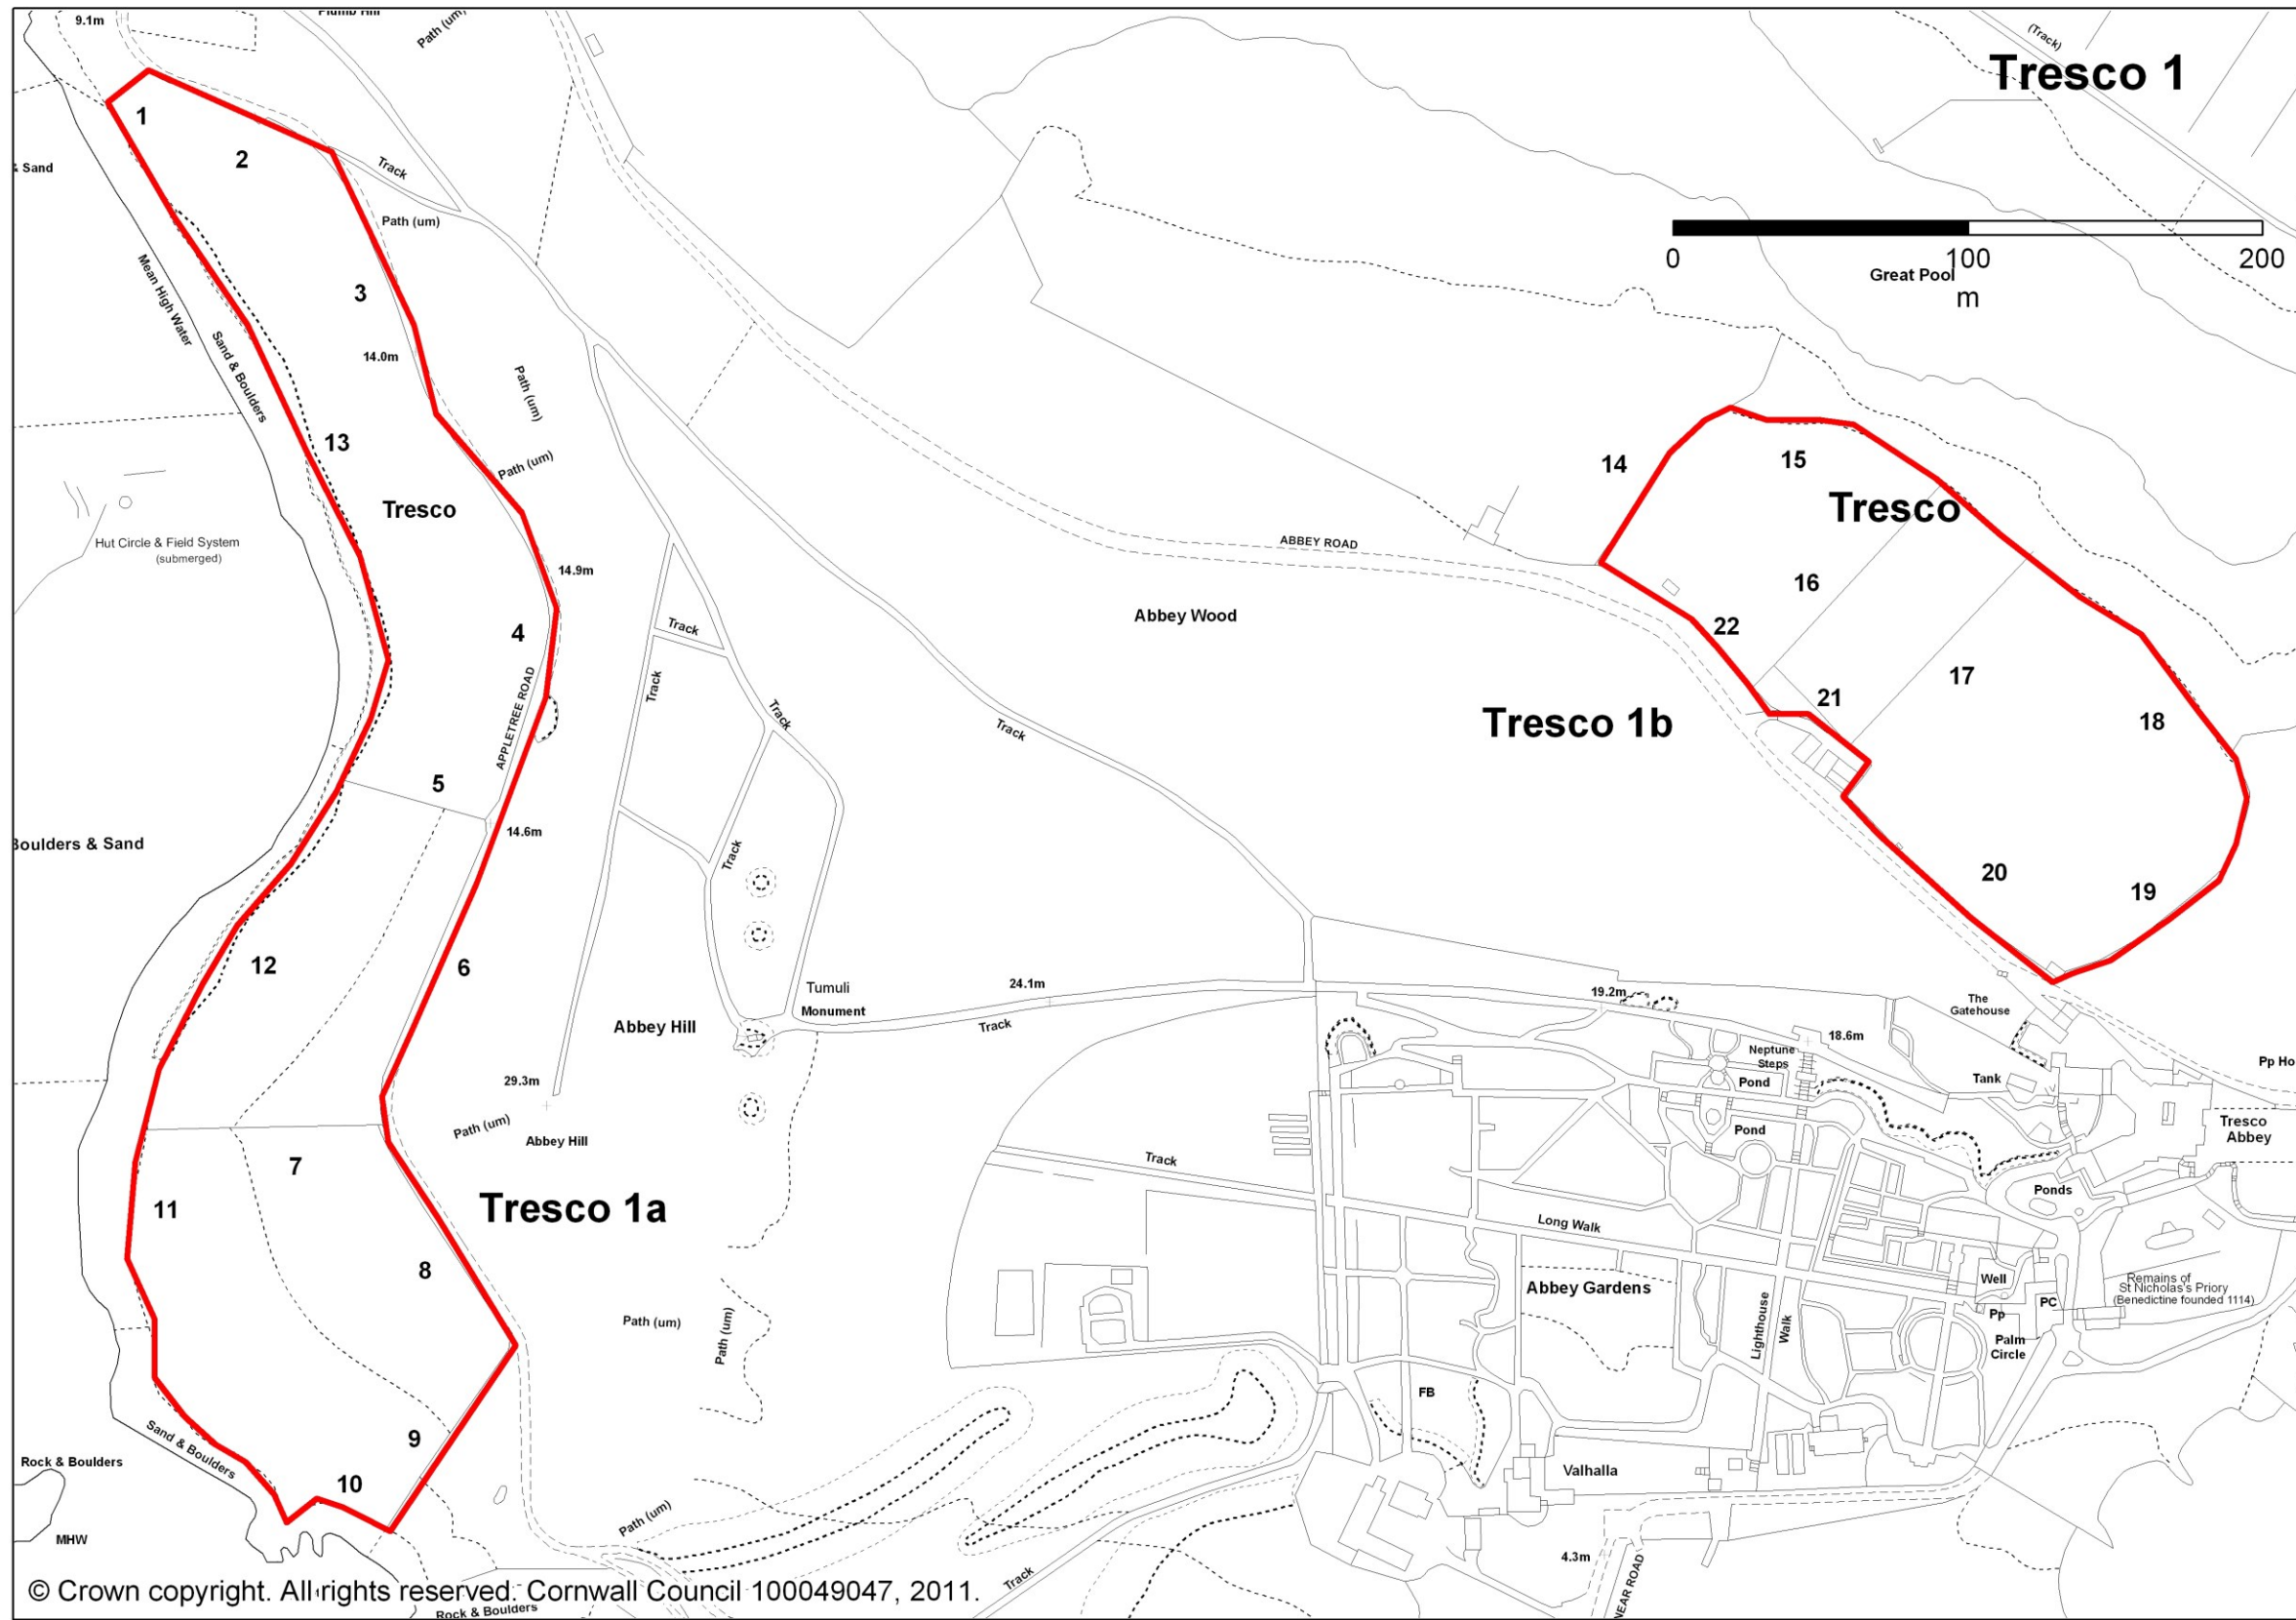 9.1m
Path (um)
(Track)
Tresco 1
1
2
Track
Sand
Path (um)
0
100
200
Great Pool
m
Mean High Water
3
Sand & Boulders
14.0m
Path (um)
13
Path (um)
14
15
Tresco
Tresco
Hut Circle & Field System
(submerged)
ABBEY ROAD
14.9m
16
4
Track
Abbey Wood
22
17
APPLETREE ROAD
Track
Track
21
Track
Tresco 1b
18
5
14.6m
Boulders & Sand
Track
20
19
12
6
24.1m
Tumuli
Monument
19.2m
The
Gatehouse
Abbey Hill
Track
18.6m
Neptune
Steps
Pp Ho
29.3m
Pond
Tank
Path (um)
Abbey Hill
Pond
Tresco
Abbey
7
Track
Ponds
11
Tresco 1a
Long Walk
8
Abbey Gardens
Well
Remains of
St Nicholas's Priory
(Benedictine founded 1114)
PC
Pp
Path (um)
Path (um)
Lighthouse
Walk
Palm
Circle
FB
9
Sand & Boulders
Rock & Boulders
10
Valhalla
Path (um)
MHW
4.3m
Track
NEAR ROAD
© Crown copyright. All rights reserved. Cornwall Council 100049047, 2011.
Rock & Boulders